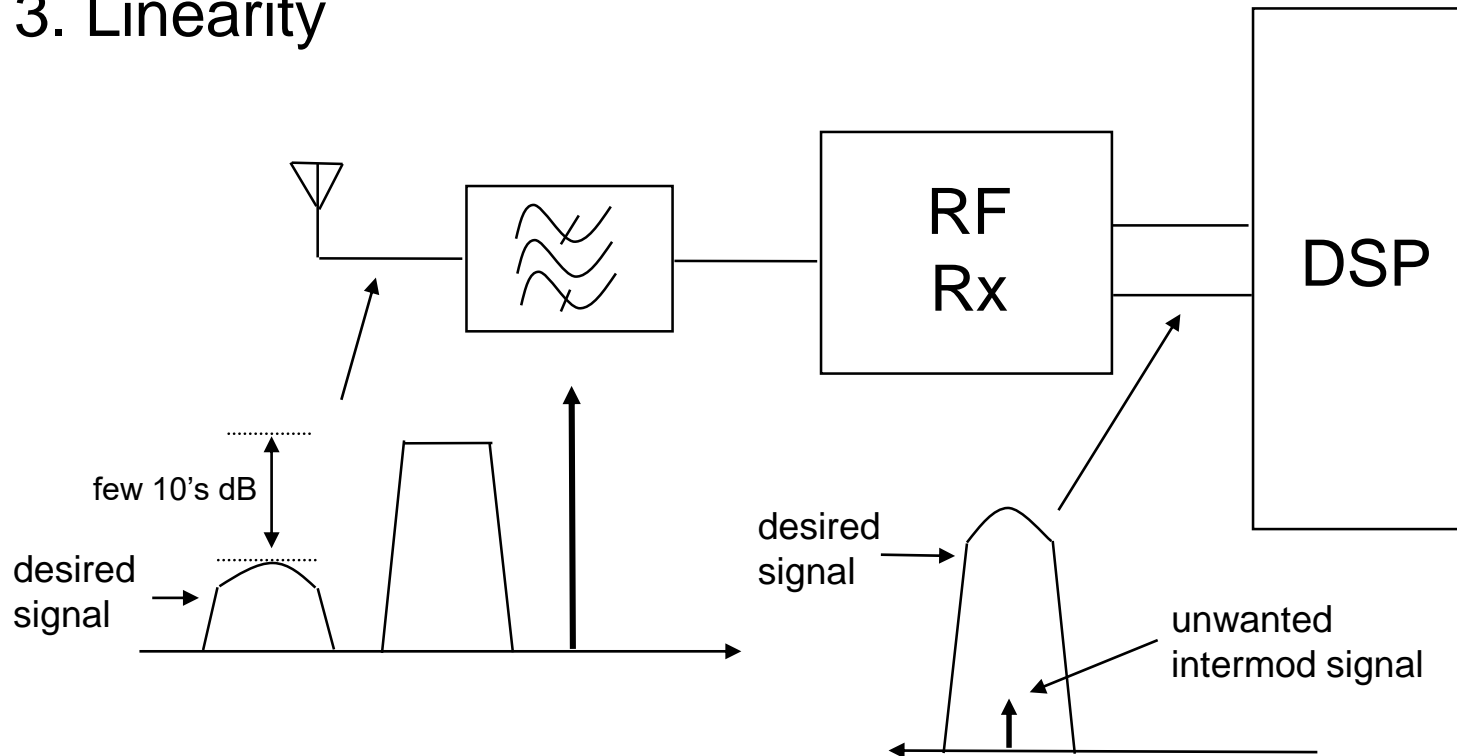 3. Linearity
RF
Rx
DSP
few 10's dB
desired
signal
desired
signal
unwanted
intermod signal